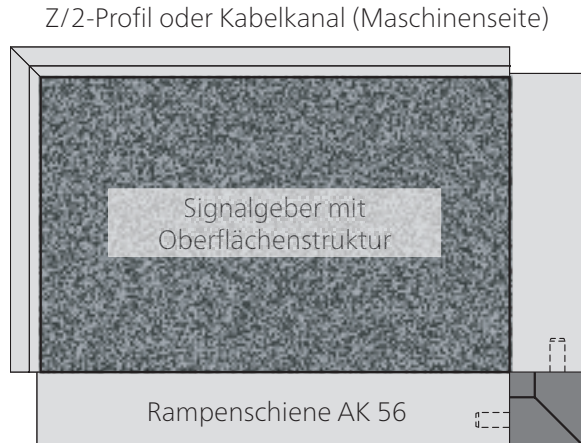 Z/2-Profil oder Kabelkanal (Maschinenseite)
Signalgeber mit
Oberflächenstruktur
Rampenschiene AK 56